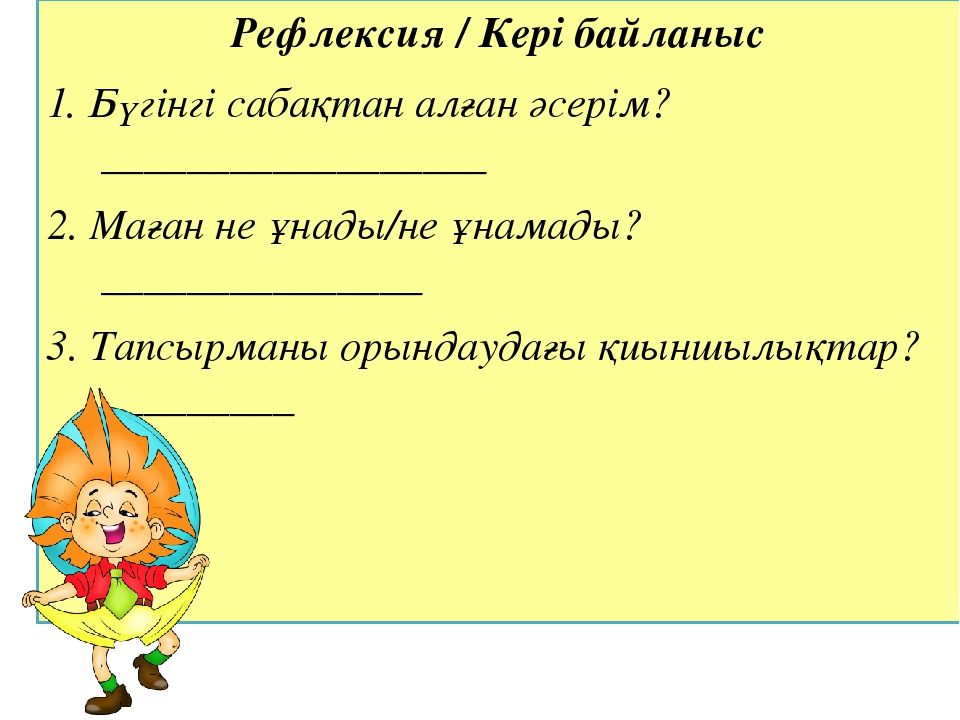 Рефлексия / Кері байланыс
1. Бүгінгі сабақтан алған әсерім?
__________________
2. Маған не ұнады/не ұнамады?
_______________
3. Тапсырманы орындаудағы қиыншылықтар?
_________